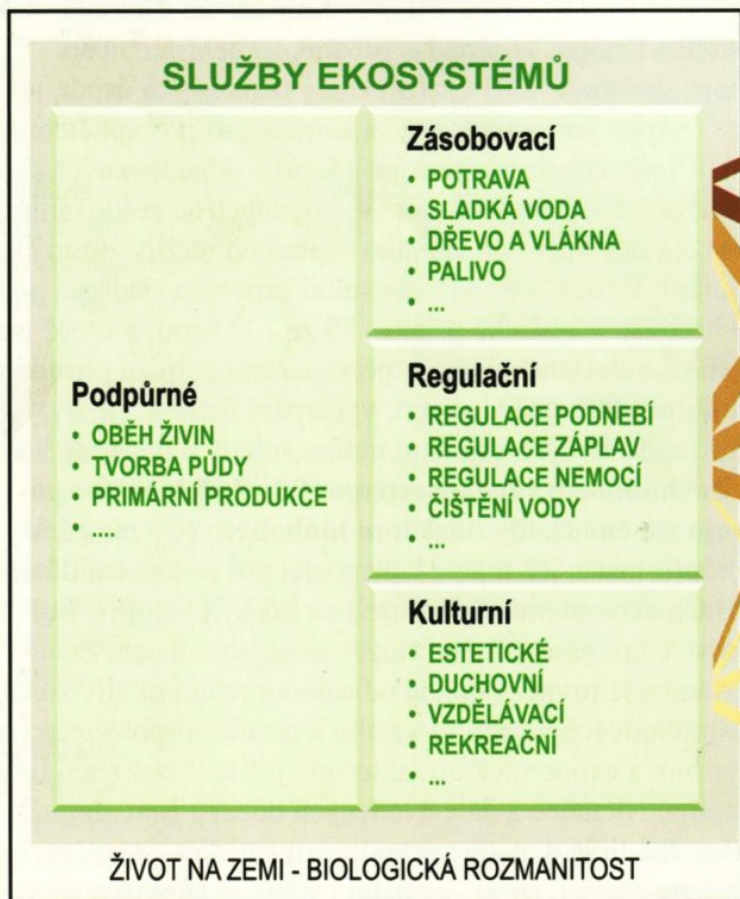 SLUŽBY EKOSYSTÉMŮ
Podpůrné
• OBĚH ŽIVIN
• TVORBA PŮDY
• PRIMÁRNÍ PRODUKCE
• ....
Zásobovací
• POTRAVA
• SLADKÁ VODA
• DŘEVO A VLÁKNA
• PALIVO
• ...
Regulační
• REGULACE PODNEBÍ
• REGULACE ZÁPLAV
• REGULACE NEMOCÍ
• ČIŠTĚNÍ VODY
• ...
Kulturní
• ESTETICKÉ
• DUCHOVNÍ
• VZDĚLÁVACÍ
• REKREAČNÍ
• ...
ŽIVOT NA ZEMI - BIOLOGICKÁ ROZMANITOST